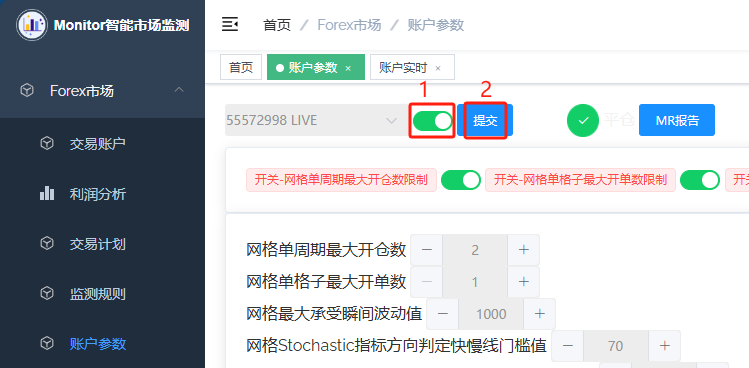 Monitor智能市场监测
首页 / Forex市场 / 账户参数
首页 账户参数 × 账户实时 ×
Forex市场
交易账户
利润分析
交易计划
监测规则
账户参数
1 2
55572998 LIVE 提交 平仓 MR报告
开关-网格单周期最大开仓数限制 开关-网格单格子最大开单数限制 开
网格单周期最大开仓数 − 2 +
网格单格子最大开单数 − 1 +
网格最大承受瞬间波动值 − 1000 +
网格Stochastic指标方向判定快慢线门槛值 − 70 +